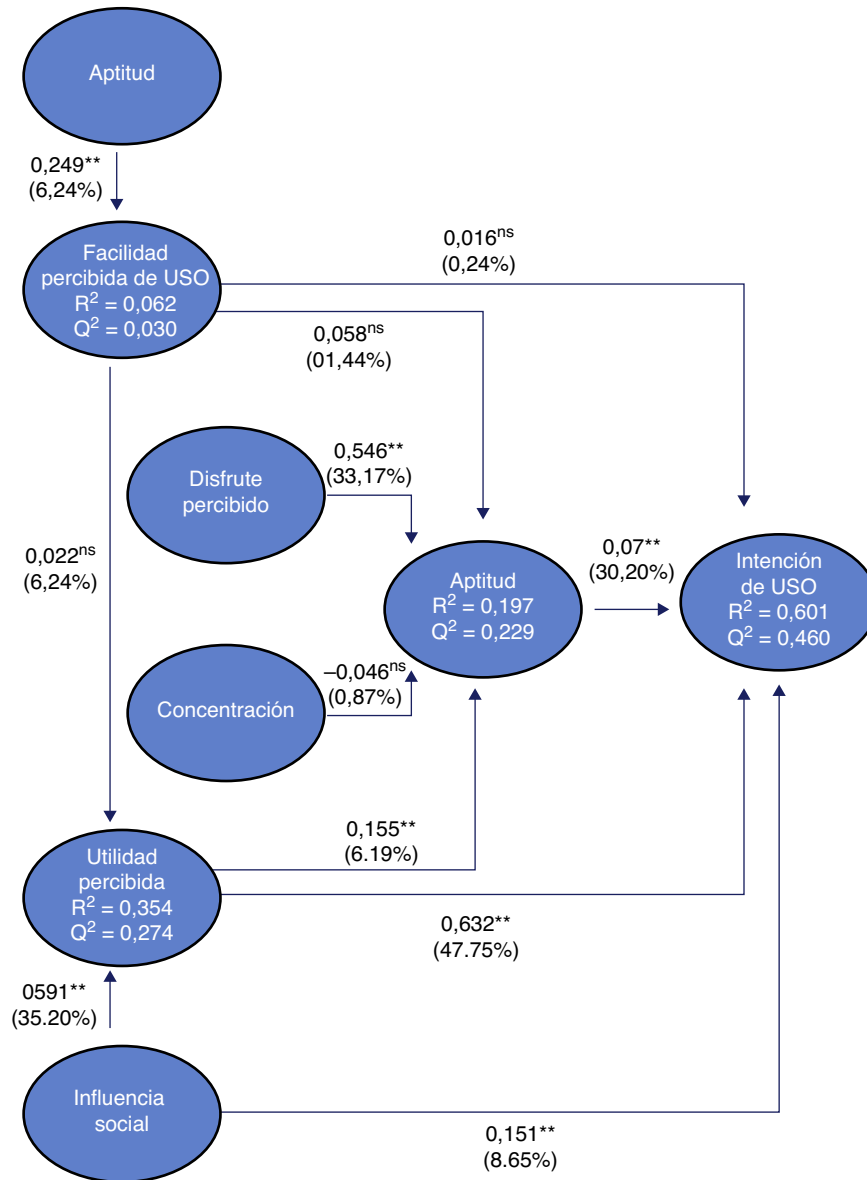 Aptitud
0,249**
(6,24%)
Facilidad
percibida de USO
R² = 0,062
Q² = 0,030
0,016ns
(0,24%)
0,058ns
(01,44%)
Disfrute
percibido
0,546**
(33,17%)
0,022ns
(6,24%)
Aptitud
R² = 0,197
Q² = 0,229
0,07**
(30,20%)
Intención
de USO
R² = 0,601
Q² = 0,460
Concentración
–0,046ns
(0,87%)
Utilidad
percibida
R² = 0,354
Q² = 0,274
0,155**
(6.19%)
0,632**
(47.75%)
0591**
(35.20%)
Influencia
social
0,151**
(8.65%)